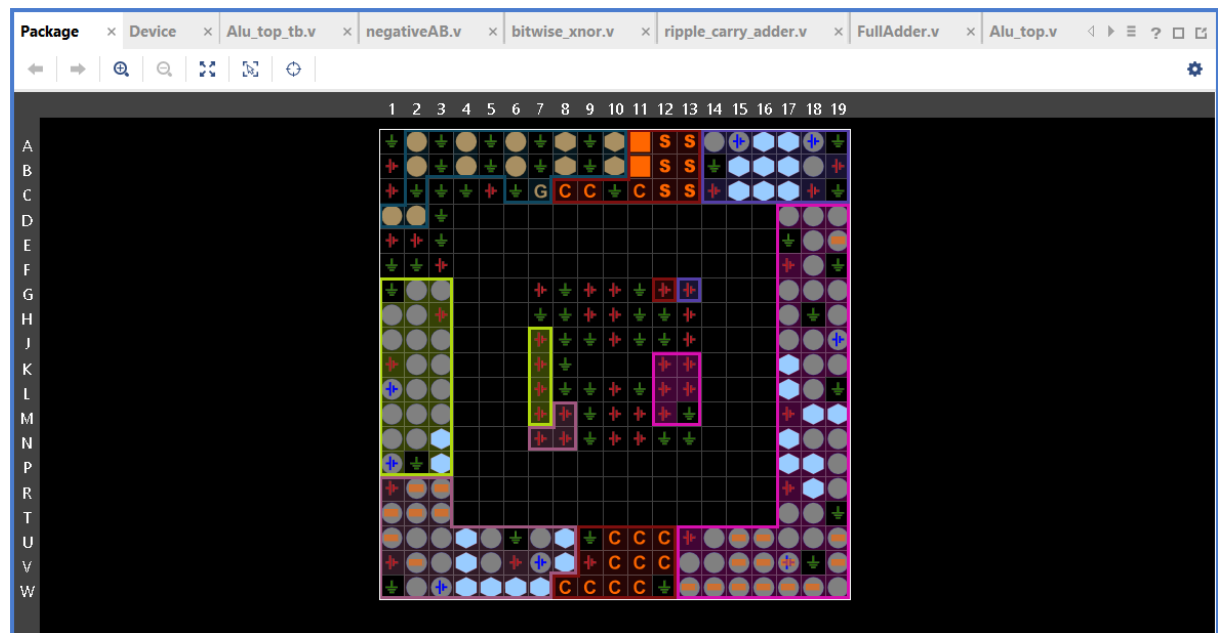 Package × Device × Alu_top_tb.v × negativeAB.v × bitwise_xnor.v × ripple_carry_adder.v × FullAdder.v × Alu_top.v ?
1 2 3 4 5 6 7 8 9 10 11 12 13 14 15 16 17 18 19
A S S
B S S
C G C C C S S
D
E
F
G
H
J
K
L
M
N
P
R
T
U C C C
V C C C
W C C C C